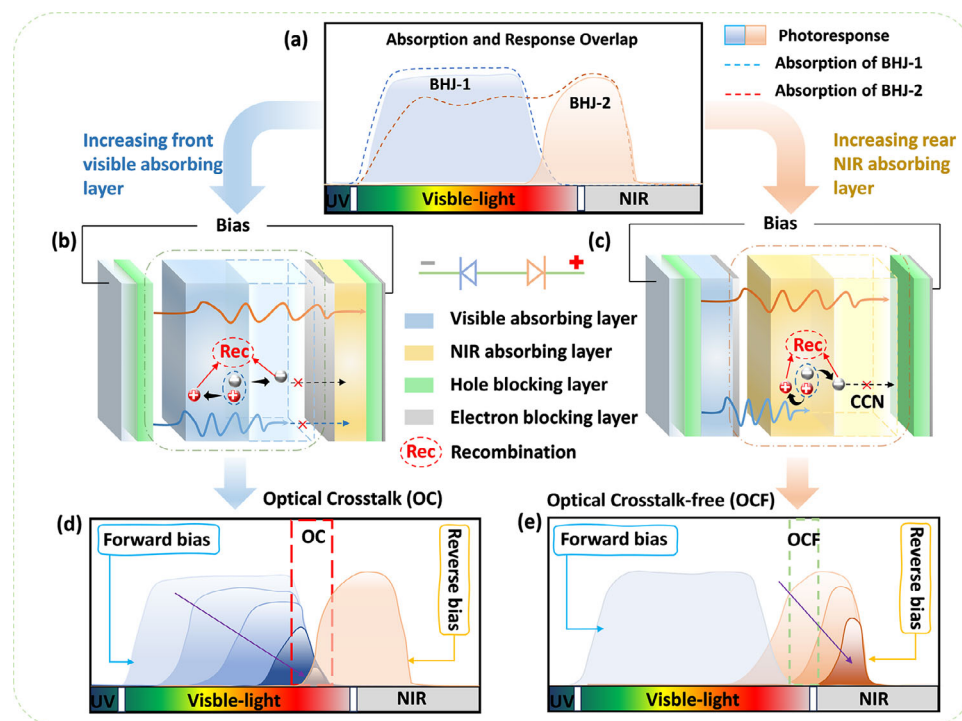 (a)
Absorption and Response Overlap
BHJ-1
BHJ-2
UV
Visble-light
NIR
Photoresponse
Absorption of BHJ-1
Absorption of BHJ-2
Increasing front
visible absorbing
layer
Increasing rear
NIR absorbing
layer
(b)
Bias
Rec
(c)
Bias
Rec
CCN
Visible absorbing layer
NIR absorbing layer
Hole blocking layer
Electron blocking layer
Rec
Recombination
Optical Crosstalk (OC)
(d)
Forward bias
OC
Reverse bias
UV
Visble-light
NIR
Optical Crosstalk-free (OCF)
(e)
Forward bias
OCF
Reverse bias
UV
Visble-light
NIR